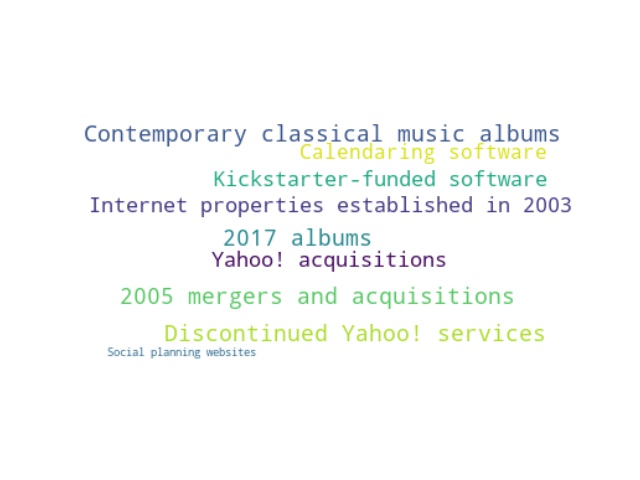 Contemporary classical music albums
Calendaring software
Kickstarter-funded software
Internet properties established in 2003
2017 albums
Yahoo! acquisitions
2005 mergers and acquisitions
Discontinued Yahoo! services
Social planning websites